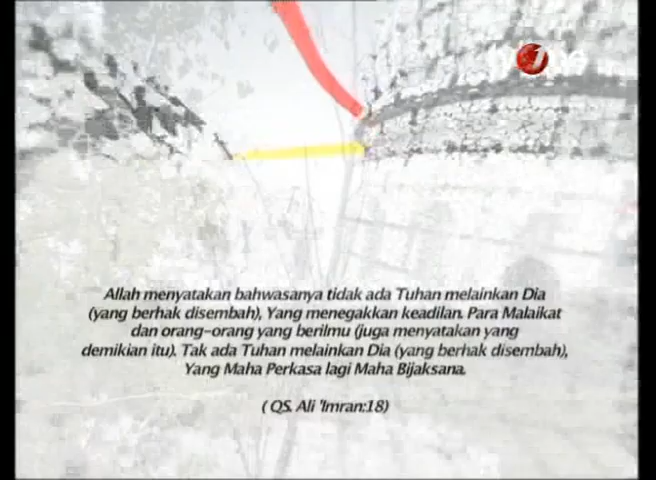 tvOne
Allah menyatakan bahwasanya tidak ada Tuhan melainkan Dia
(yang berhak disembah), Yang menegakkan keadilan. Para Malaikat
dan orang-orang yang berilmu (juga menyatakan yang
demikian itu). Tak ada Tuhan melainkan Dia (yang berhak disembah),
Yang Maha Perkasa lagi Maha Bijaksana.
( QS. Ali 'Imran:18)